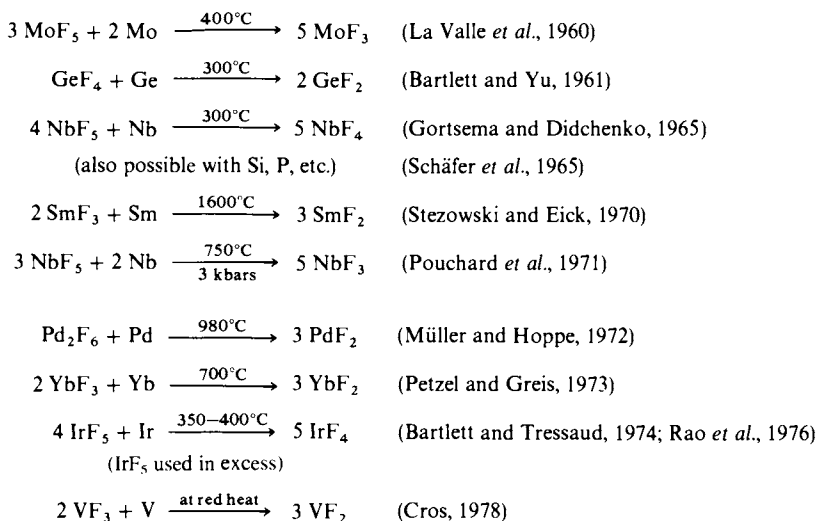 3 MoF₅ + 2 Mo —400°C→ 5 MoF₃ (La Valle et al., 1960)
GeF₄ + Ge —300°C→ 2 GeF₂ (Bartlett and Yu, 1961)
4 NbF₅ + Nb —300°C→ 5 NbF₄ (Gortsema and Didchenko, 1965)
(also possible with Si, P, etc.) (Schäfer et al., 1965)
2 SmF₃ + Sm —1600°C→ 3 SmF₂ (Stezowski and Eick, 1970)
3 NbF₅ + 2 Nb —750°C, 3 kbars→ 5 NbF₃ (Pouchard et al., 1971)
Pd₂F₆ + Pd —980°C→ 3 PdF₂ (Müller and Hoppe, 1972)
2 YbF₃ + Yb —700°C→ 3 YbF₂ (Petzel and Greis, 1973)
4 IrF₅ + Ir —350–400°C→ 5 IrF₄ (Bartlett and Tressaud, 1974; Rao et al., 1976)
(IrF₅ used in excess)
2 VF₃ + V —at red heat→ 3 VF₂ (Cros, 1978)